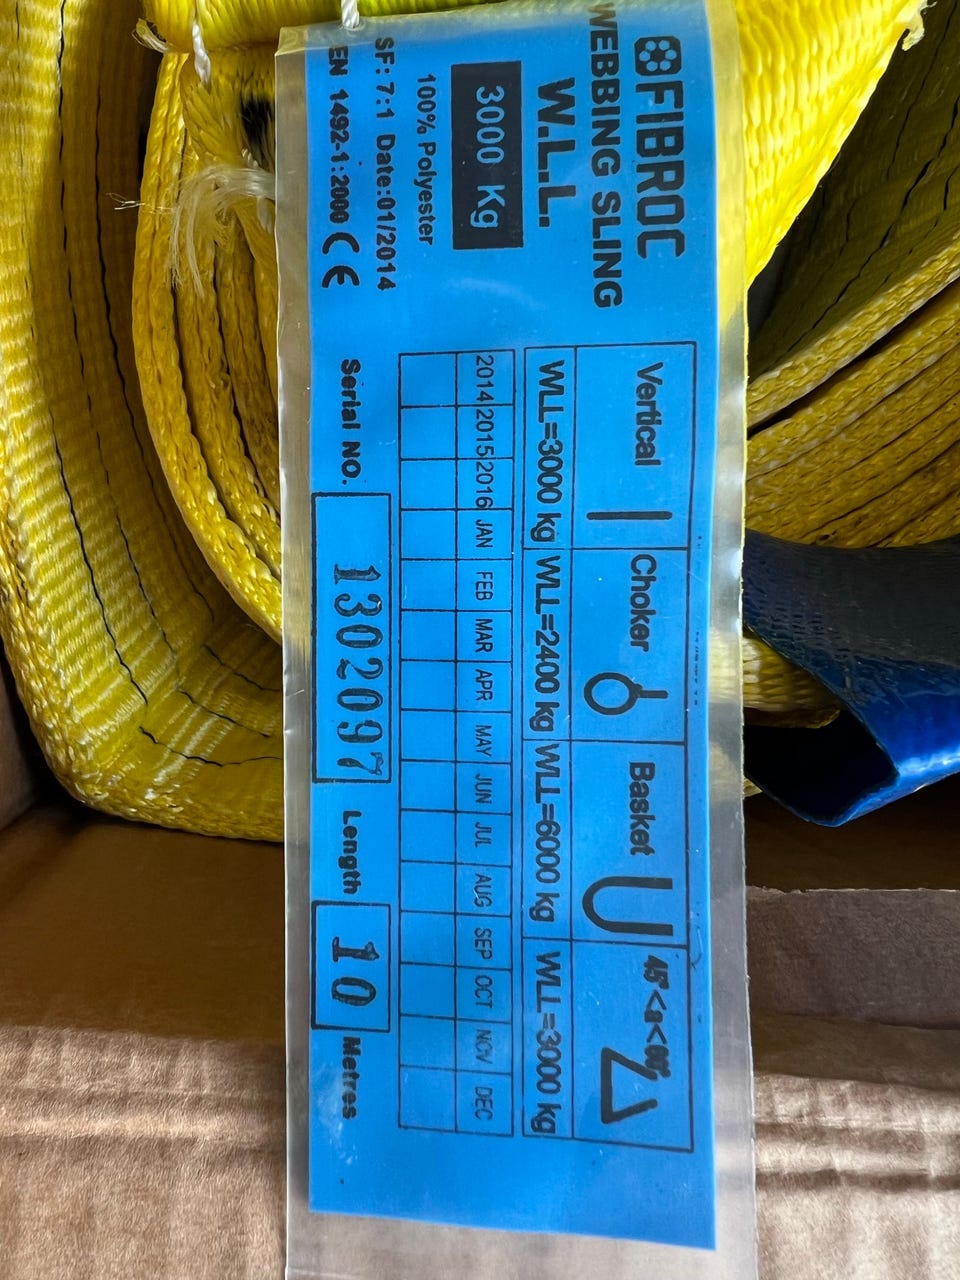 FIBROC
WEBBING SLING
W.L.L.
3000 Kg
100% Polyester
SF: 7:1 Date:01/2014
EN 1492-1:2000 CE
Vertical Choker Basket 45°<a<60°
WLL=3000 kg WLL=2400 kg WLL=6000 kg WLL=3000 kg
2014 2015 2016 JAN FEB MAR APR MAY JUN JUL AUG SEP OCT NOV DEC
Serial NO. 1302097 Length 10 Metres